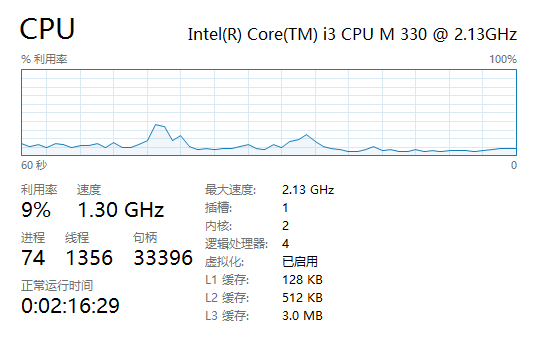 CPU
Intel(R) Core(TM) i3 CPU M 330 @ 2.13GHz
% 利用率 100%
60 秒 0
利用率 速度
9% 1.30 GHz
进程 线程 句柄
74 1356 33396
正常运行时间
0:02:16:29
最大速度: 2.13 GHz
插槽: 1
内核: 2
逻辑处理器: 4
虚拟化: 已启用
L1 缓存: 128 KB
L2 缓存: 512 KB
L3 缓存: 3.0 MB